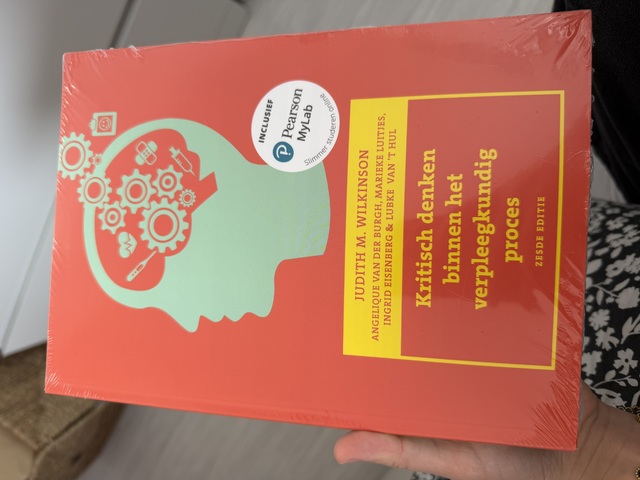 INCLUSIEF
Pearson
MyLab
Slimmer studeren online
JUDITH M. WILKINSON
ANGELIQUE VAN DER BURGH, MARIEKE LUITJES,
INGRID EISENBERG & LUBKE VAN 'T HUL
Kritisch denken
binnen het
verpleegkundig
proces
ZESDE EDITIE